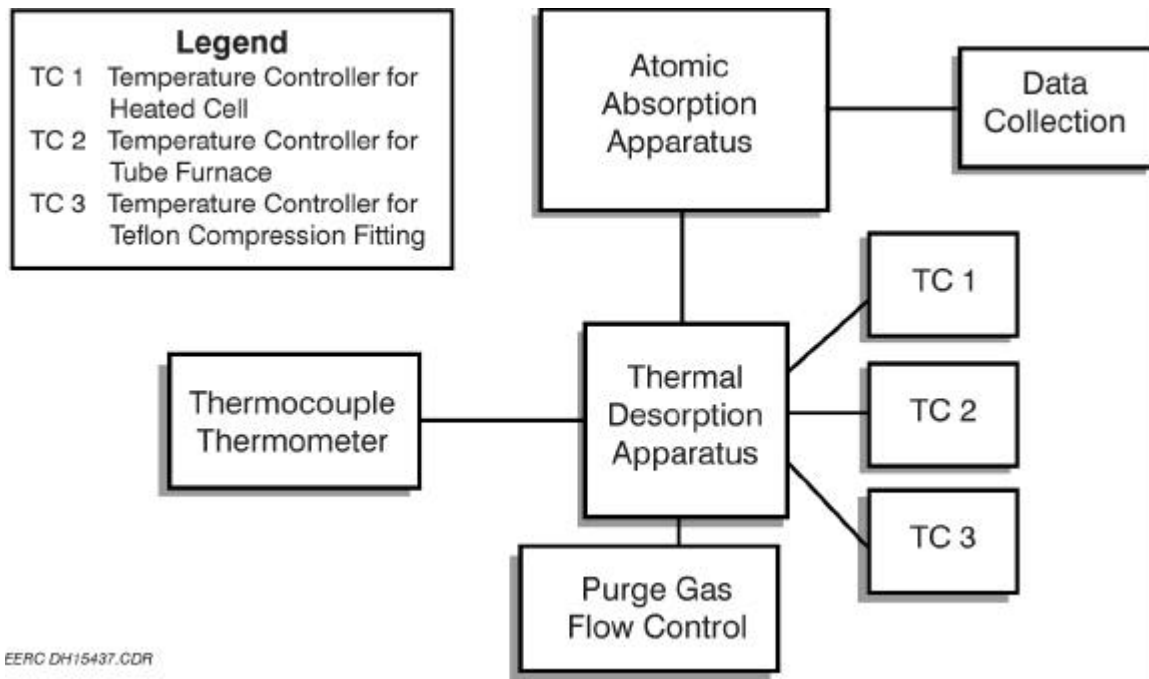 Legend
TC 1 Temperature Controller for
Heated Cell
TC 2 Temperature Controller for
Tube Furnace
TC 3 Temperature Controller for
Teflon Compression Fitting
Atomic
Absorption
Apparatus
Data
Collection
TC 1
Thermocouple
Thermometer
Thermal
Desorption
Apparatus
TC 2
TC 3
Purge Gas
Flow Control
EERC DH15437.CDR